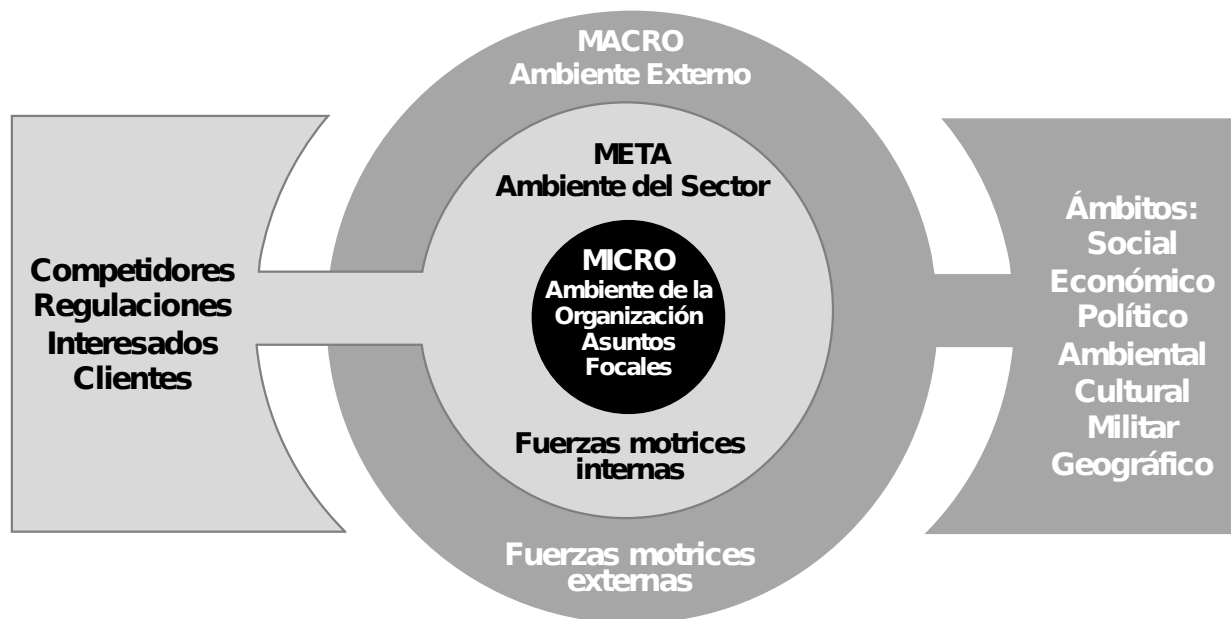 MACRO
Ambiente Externo
META
Ambiente del Sector
MICRO
Ambiente de la
Organización
Asuntos
Focales
Fuerzas motrices
internas
Fuerzas motrices
externas
Competidores
Regulaciones
Interesados
Clientes
Ámbitos:
Social
Económico
Político
Ambiental
Cultural
Militar
Geográfico